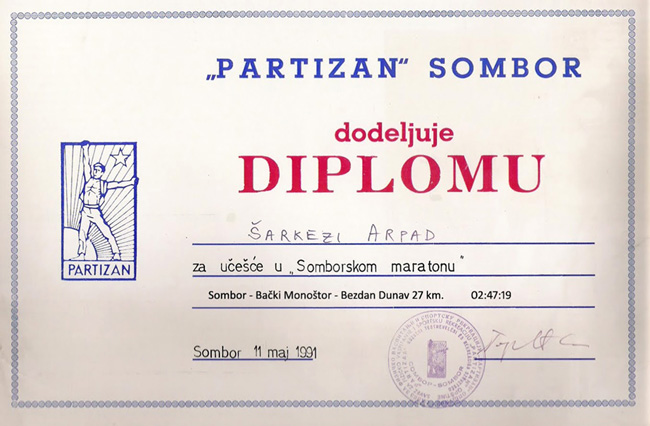 „PARTIZAN“ SOMBOR
dodeljuje
DIPLOMU
ŠARKEZI ARPAD
PARTIZAN
za učešće u „Somborskom maratonu“
Sombor - Bački Monoštor - Bezdan Dunav 27 km. 02:47:19
Sombor 11 maj 1991